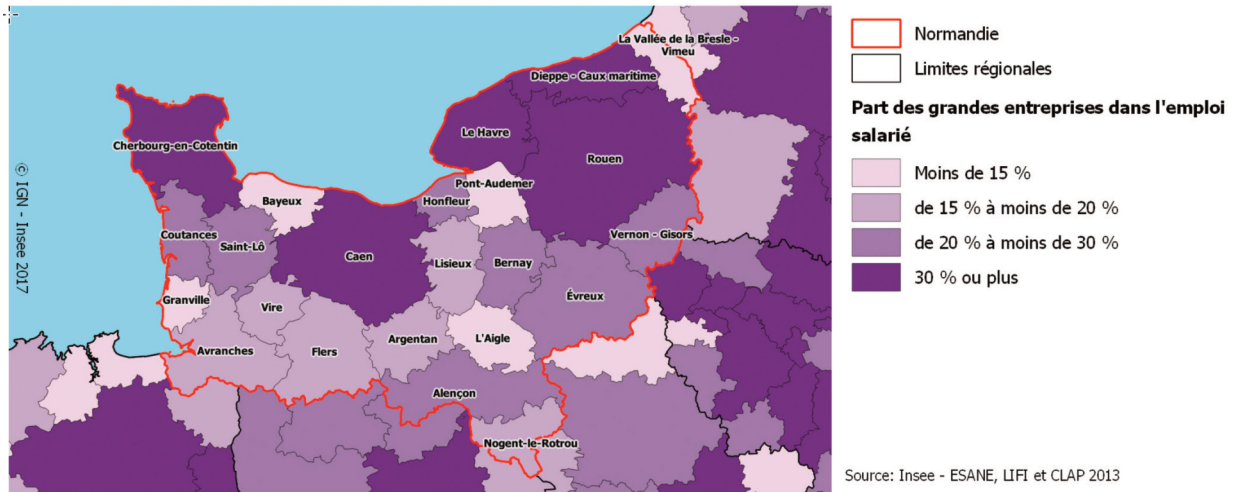 La Vallée de la Bresle -
Vimeu
Dieppe - Caux maritime
Le Havre
Cherbourg-en-Cotentin
Rouen
Pont-Audemer
Bayeux
Honfleur
Coutances
Saint-Lô
Vernon - Gisors
Caen
Lisieux
Bernay
Évreux
Granville
Vire
Argentan
L'Aigle
Avranches
Flers
Alençon
Nogent-le-Rotrou
© IGN - Insee 2017
Normandie
Limites régionales
Part des grandes entreprises dans l'emploi
salarié
Moins de 15 %
de 15 % à moins de 20 %
de 20 % à moins de 30 %
30 % ou plus
Source: Insee - ESANE, LIFI et CLAP 2013